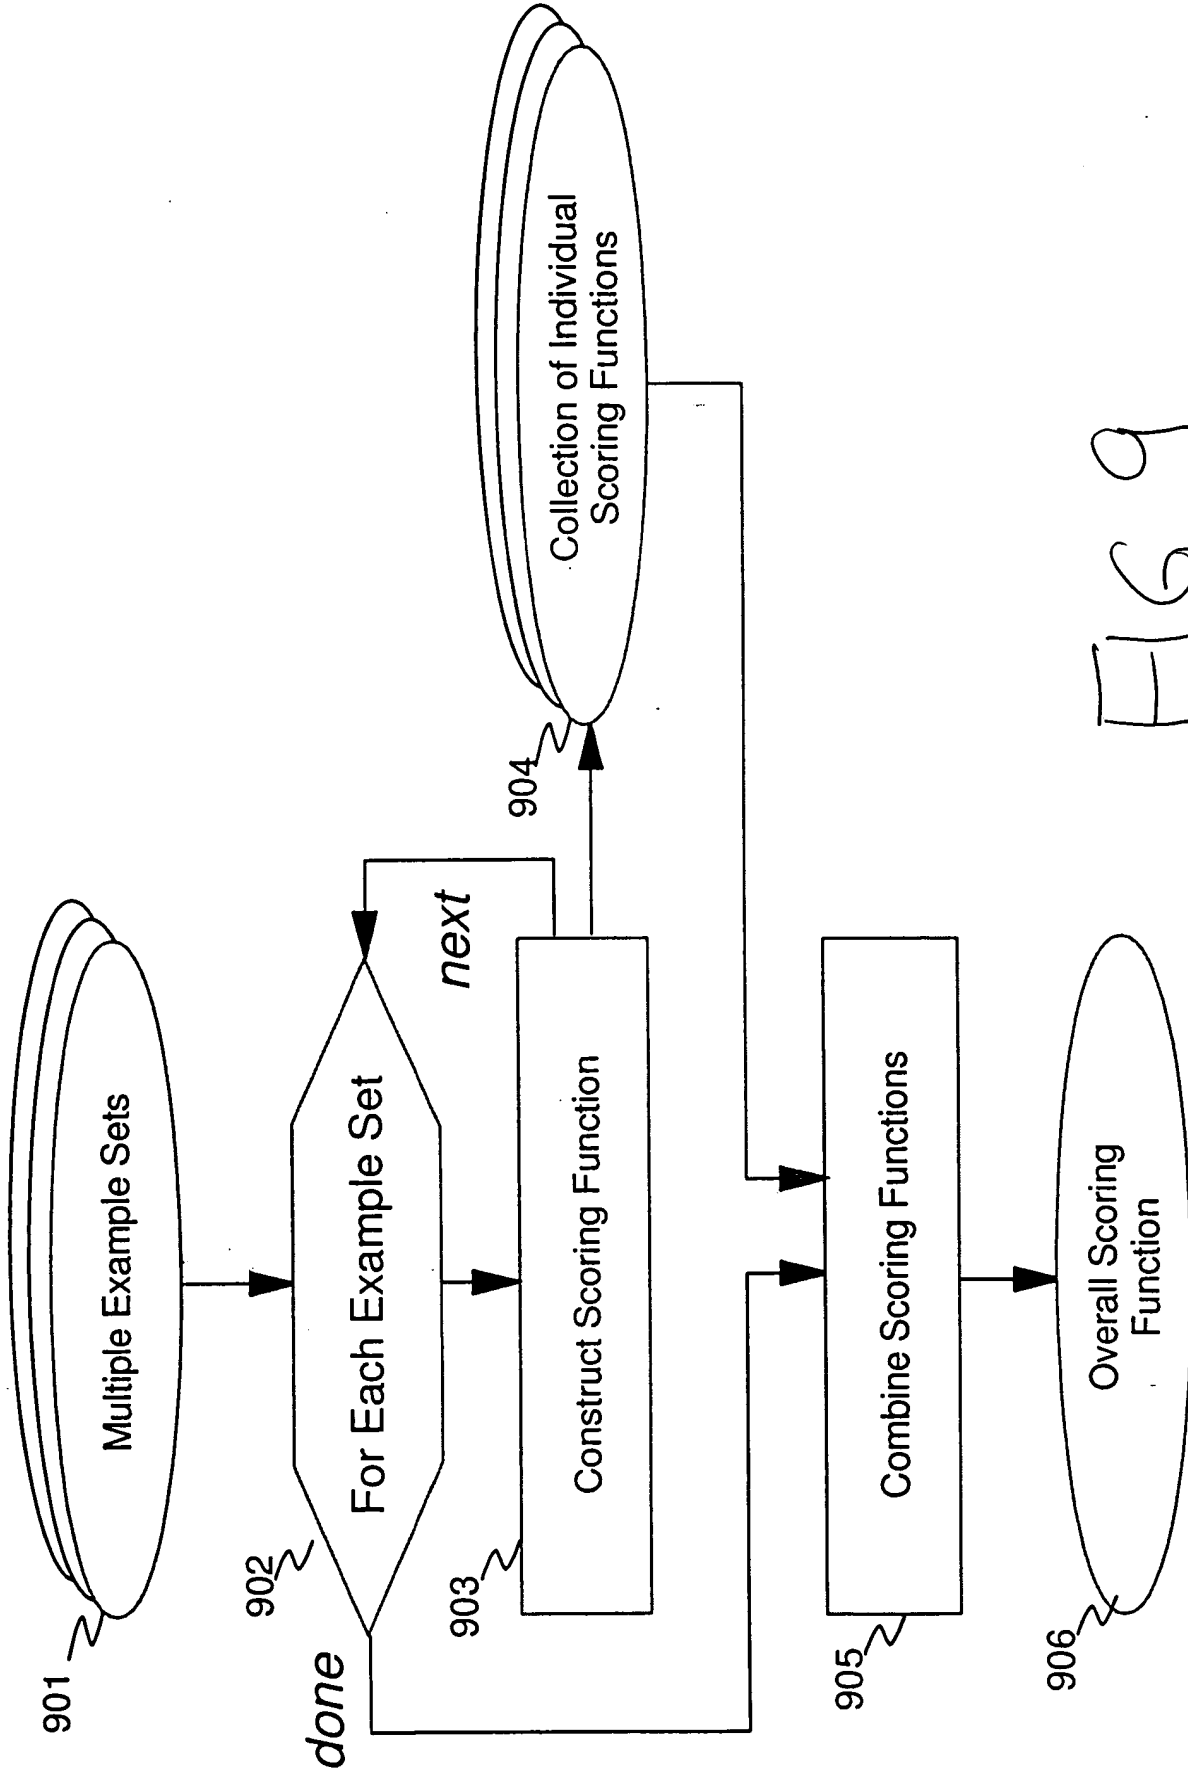 901
Multiple Example Sets
902
For Each Example Set
done
next
903
Construct Scoring Function
904
Collection of Individual
Scoring Functions
905
Combine Scoring Functions
906
Overall Scoring
Function
FIG 9